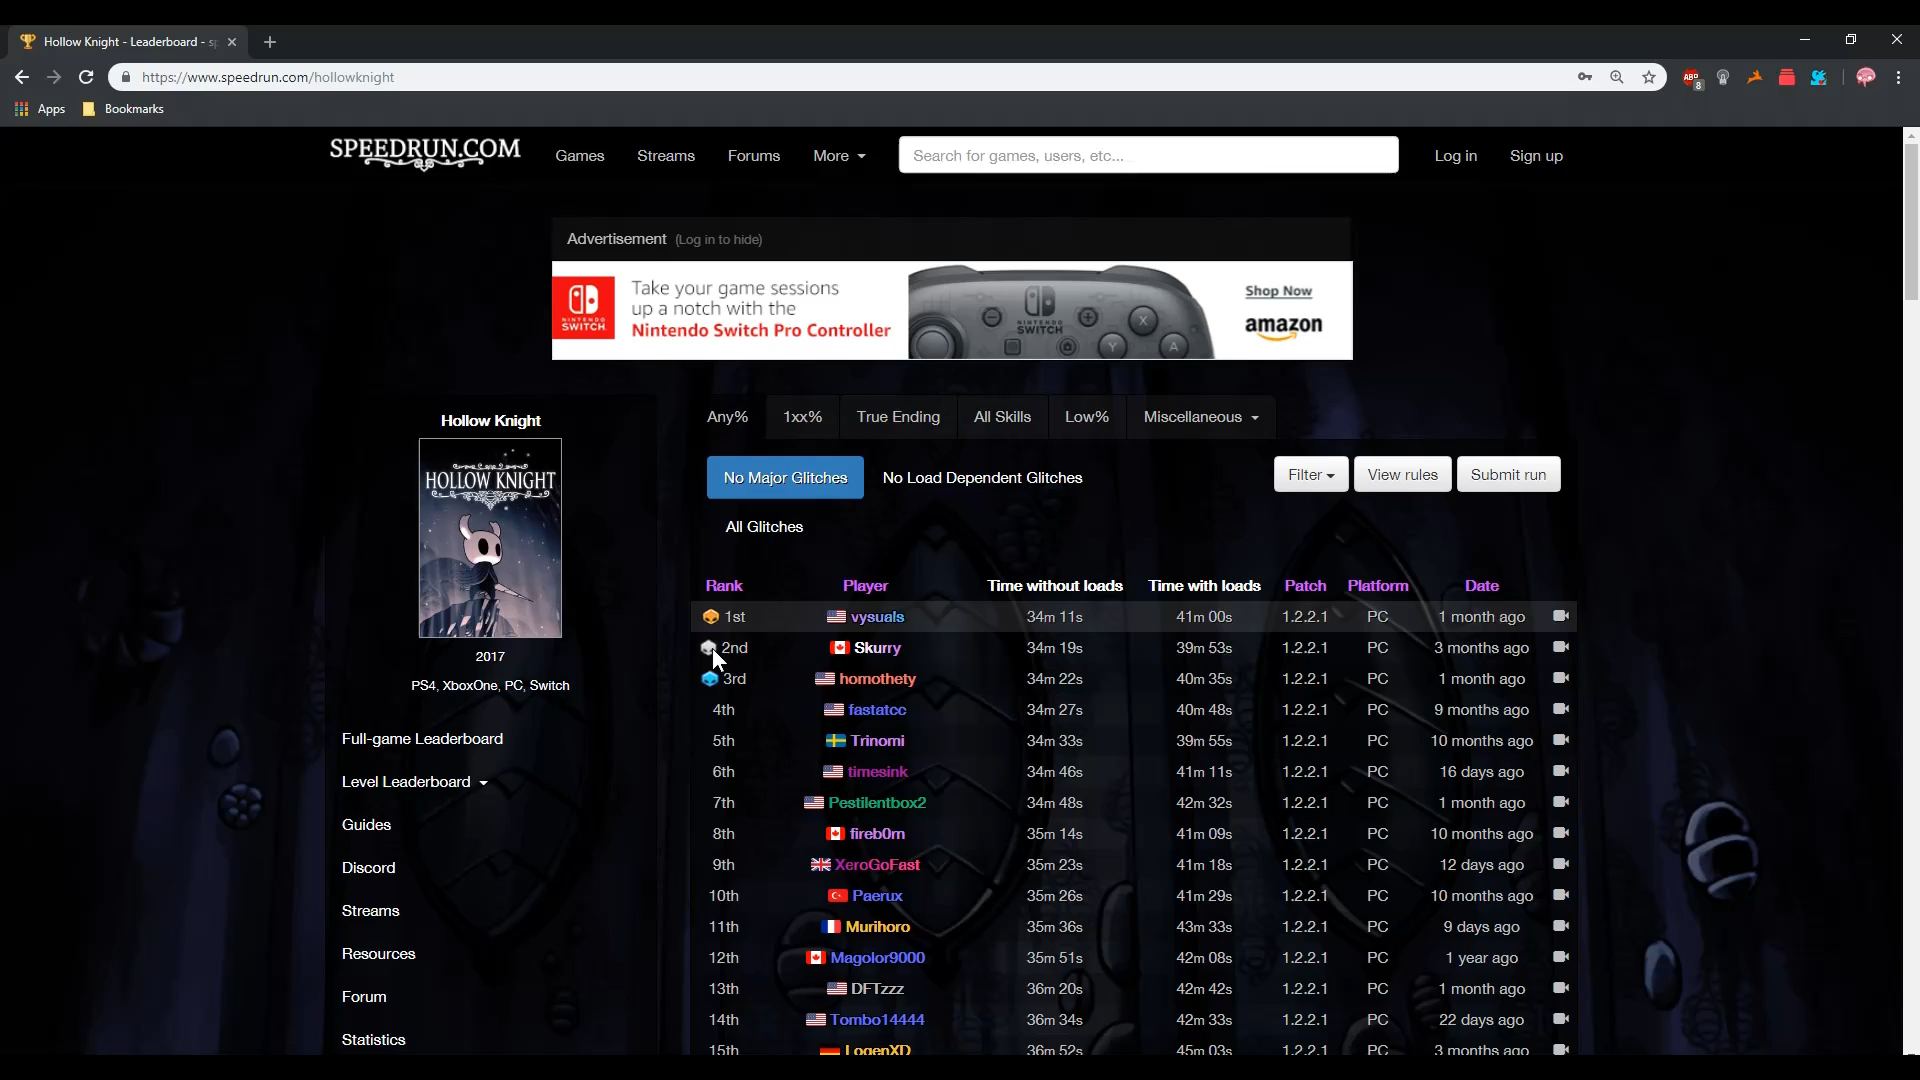 Hollow Knight - Leaderboard - sp
https://www.speedrun.com/hollowknight
ABP
8
Apps Bookmarks
SPEEDRUN.COM Games Streams Forums More Search for games, users, etc... Log in Sign up
Advertisement (Log in to hide)
NINTENDO SWITCH
Take your game sessions
up a notch with the
Nintendo Switch Pro Controller
NINTENDO SWITCH
X
Y
A
Shop Now
amazon
Hollow Knight
HOLLOW KNIGHT
2017
PS4, XboxOne, PC, Switch
Full-game Leaderboard
Level Leaderboard
Guides
Discord
Streams
Resources
Forum
Statistics
Any% 1xx% True Ending All Skills Low% Miscellaneous
No Major Glitches No Load Dependent Glitches Filter View rules Submit run
All Glitches
Rank Player Time without loads Time with loads Patch Platform Date
1st vysuals 34m 11s 41m 00s 1.2.2.1 PC 1 month ago
2nd Skurry 34m 19s 39m 53s 1.2.2.1 PC 3 months ago
3rd homothety 34m 22s 40m 35s 1.2.2.1 PC 1 month ago
4th fastatcc 34m 27s 40m 48s 1.2.2.1 PC 9 months ago
5th Trinomi 34m 33s 39m 55s 1.2.2.1 PC 10 months ago
6th timesink 34m 46s 41m 11s 1.2.2.1 PC 16 days ago
7th Pestilentbox2 34m 48s 42m 32s 1.2.2.1 PC 1 month ago
8th fireb0rn 35m 14s 41m 09s 1.2.2.1 PC 10 months ago
9th XeroGoFast 35m 23s 41m 18s 1.2.2.1 PC 12 days ago
10th Paerux 35m 26s 41m 29s 1.2.2.1 PC 10 months ago
11th Murihoro 35m 36s 43m 33s 1.2.2.1 PC 9 days ago
12th Magolor9000 35m 51s 42m 08s 1.2.2.1 PC 1 year ago
13th DFTzzz 36m 20s 42m 42s 1.2.2.1 PC 1 month ago
14th Tombo14444 36m 34s 42m 33s 1.2.2.1 PC 22 days ago
15th LogenXD 36m 52s 45m 03s 1.2.2.1 PC 3 months ago